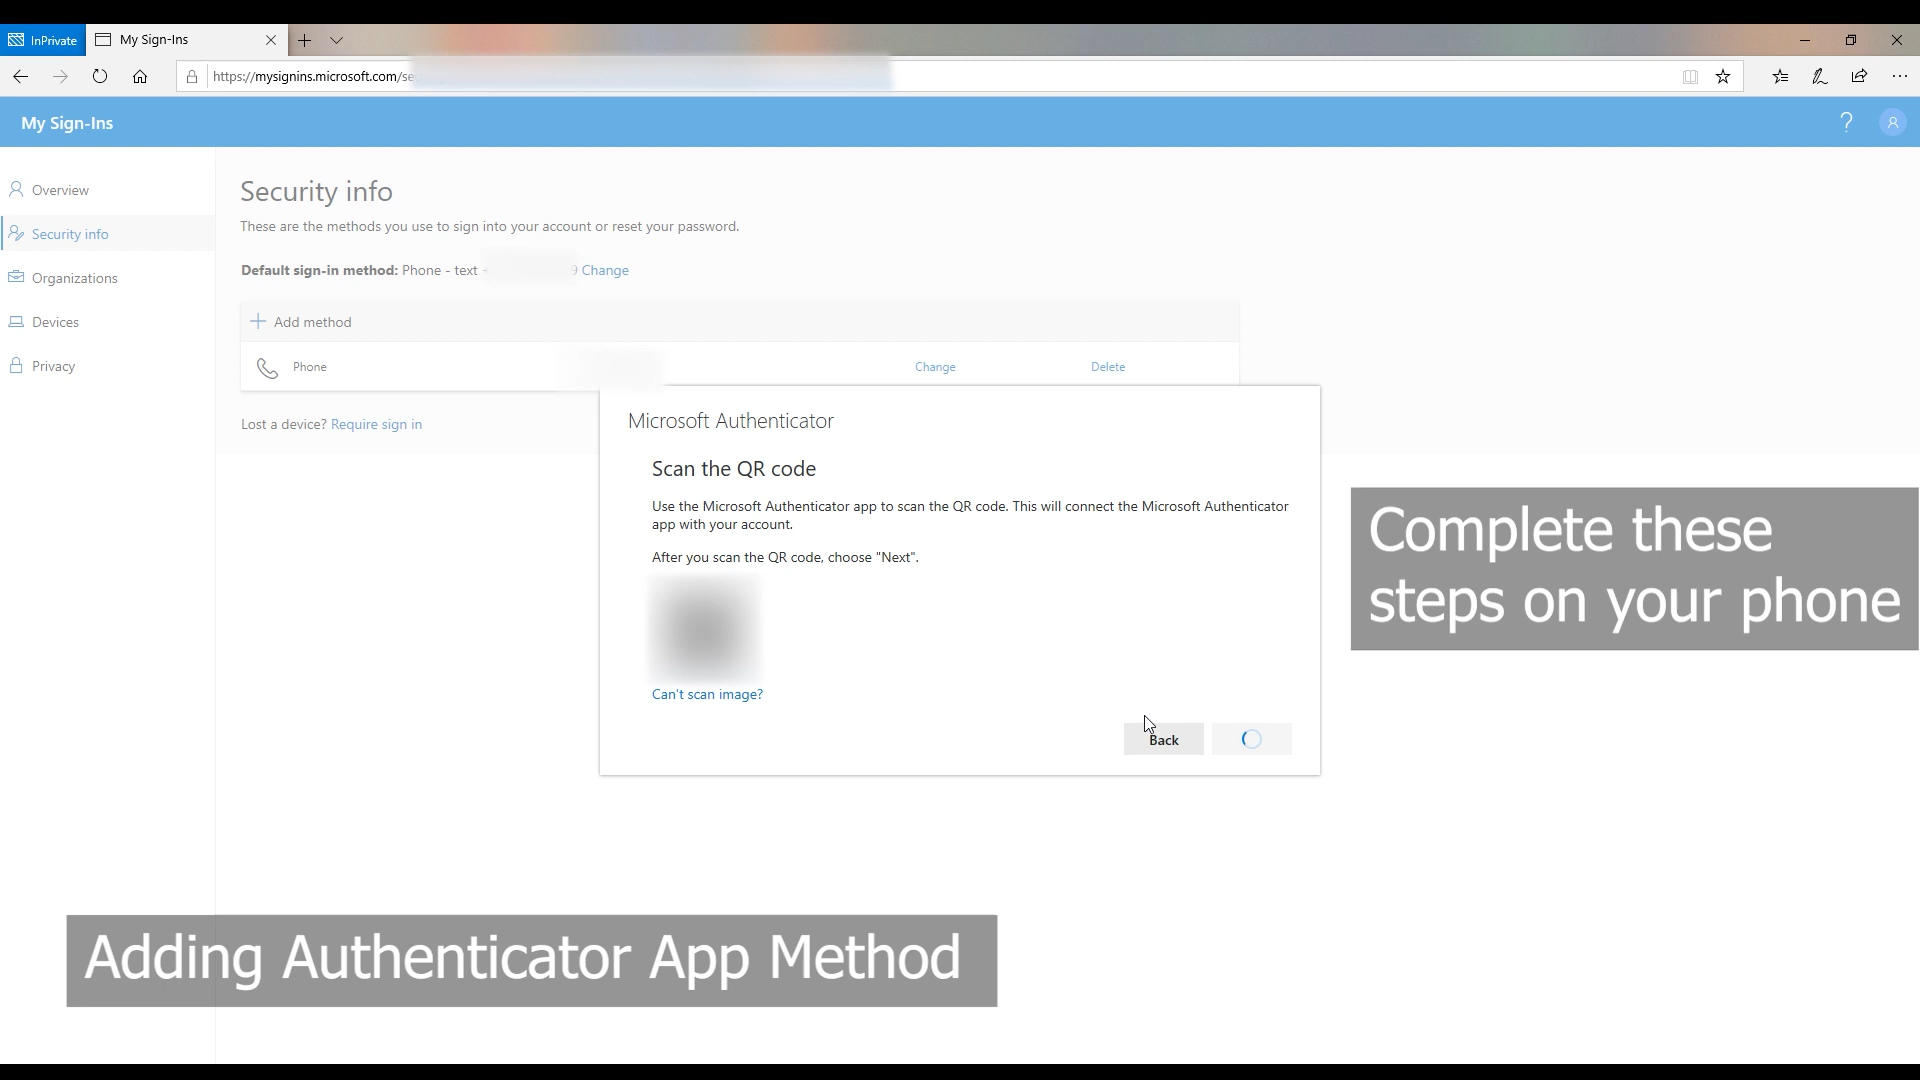 InPrivate
My Sign-Ins
https://mysignins.microsoft.com/se
My Sign-Ins
?
Overview
Security info
Organizations
Devices
Privacy
Security info
These are the methods you use to sign into your account or reset your password.
Default sign-in method: Phone - text 9 Change
+ Add method
Phone Change Delete
Lost a device? Require sign in
Microsoft Authenticator
Scan the QR code
Use the Microsoft Authenticator app to scan the QR code. This will connect the Microsoft Authenticator
app with your account.
After you scan the QR code, choose "Next".
Can't scan image?
Back
Complete these
steps on your phone
Adding Authenticator App Method